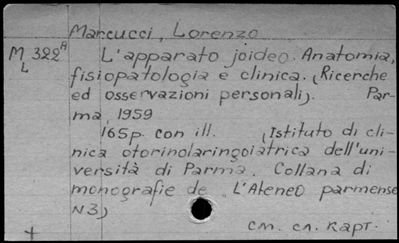 Marcucci, Lorenzo
M 322ᴬ L'apparato joideo. Anatomia,
L
fisiopatologia e clinica. (Ricerche
ed osservazioni personali). Par-
ma, 1959
165p. con ill. (Istituto di cli-
nica otorinolaringoiatrica dell'uni-
versità di Parma. Collana di
monografie de "L'Ateneo parmense"
N3)
см. сл. карт.
+